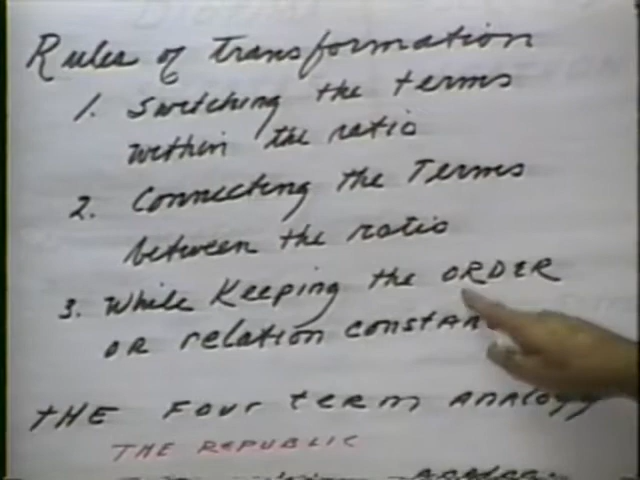 Rules of transformation
1. Switching the terms
within the ratio
2. Connecting the Terms
between the ratio
3. While Keeping the ORDER
OR relation constan
THE Four term analogy
THE REPUBLIC